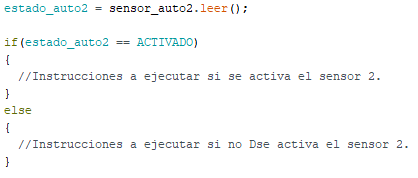 estado_auto2 = sensor_auto2.leer();
if(estado_auto2 == ACTIVADO)
{
//Instrucciones a ejecutar si se activa el sensor 2.
}
else
{
//Instrucciones a ejecutar si no Dse activa el sensor 2.
}